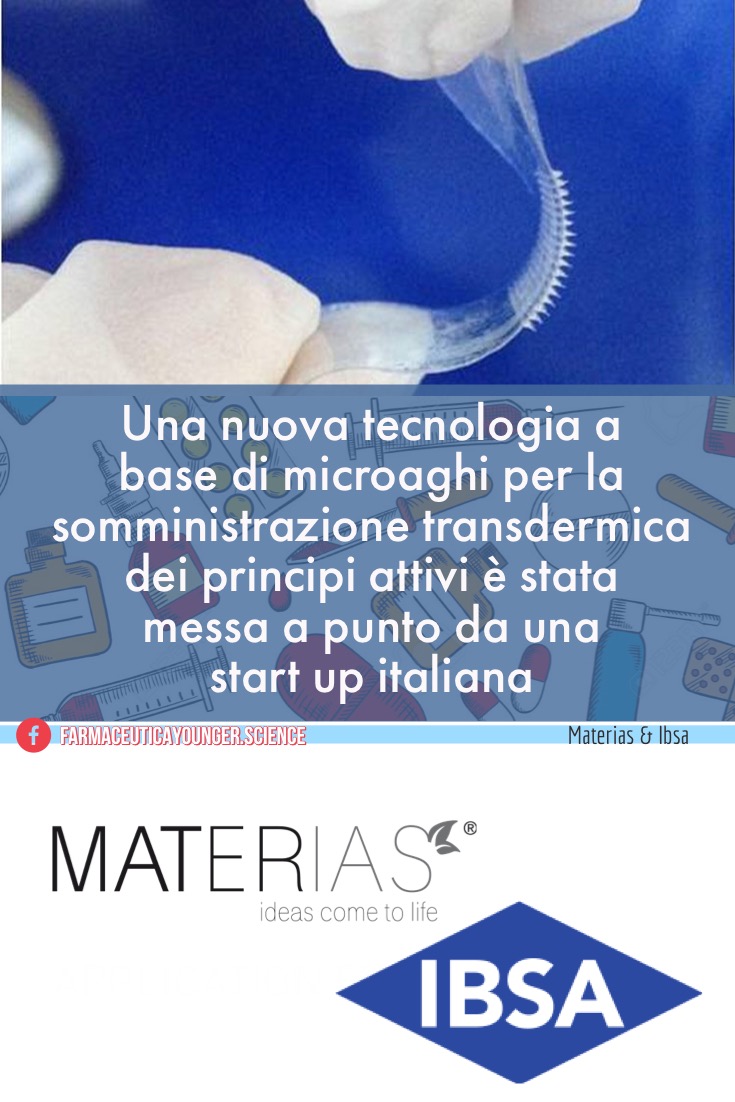 Una nuova tecnologia a
base di microaghi per la
somministrazione transdermica
dei principi attivi è stata
messa a punto da una
start up italiana
f FARMACEUTICAYOUNGER.SCIENCE
Materias & Ibsa
MATERIAS®
ideas come to life
IBSA